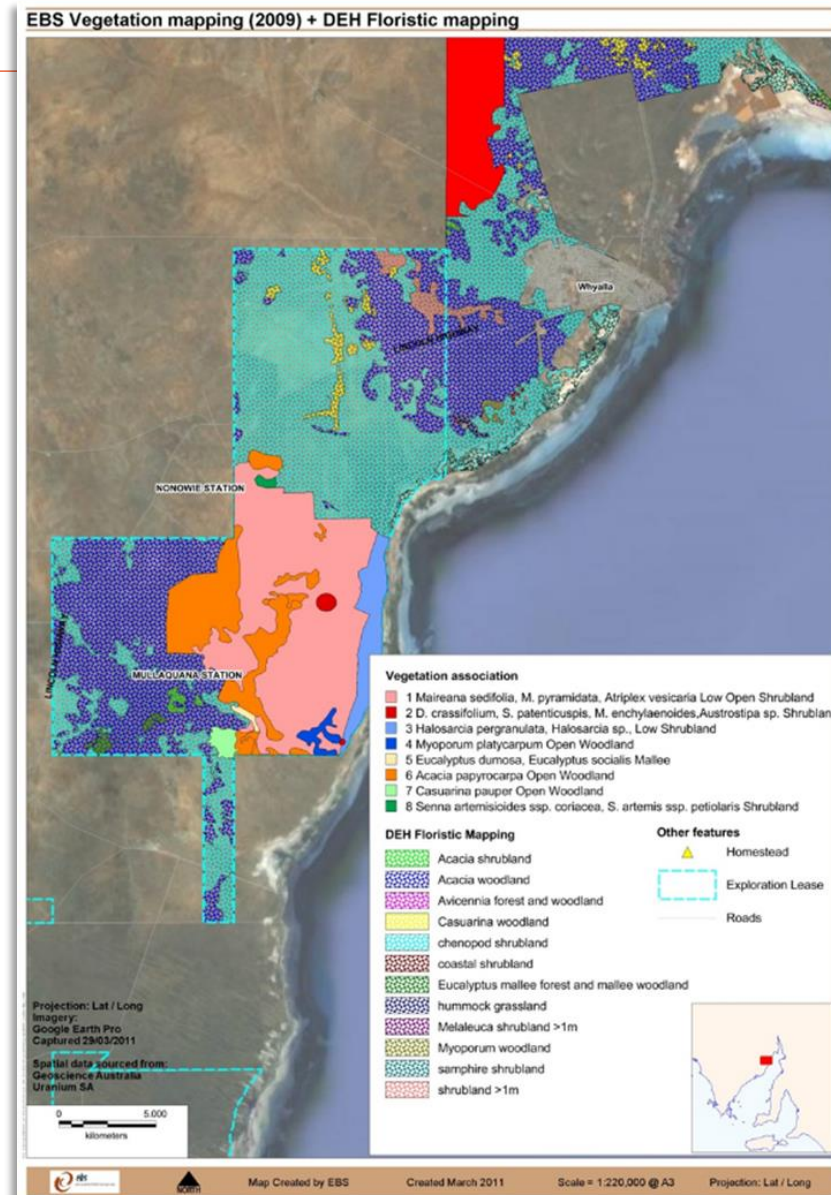 EBS Vegetation mapping (2009) + DEH Floristic mapping
Whyalla
LINCOLN HIGHWAY
NONOWIE STATION
LINCOLN HIGHWAY
MULLAQUANA STATION
Vegetation association
1 Maireana sedifolia, M. pyramidata, Atriplex vesicaria Low Open Shrubland
2 D. crassifolium, S. patenticuspis, M. enchylaenoides,Austrostipa sp. Shrublan
3 Halosarcia pergranulata, Halosarcia sp., Low Shrubland
4 Myoporum platycarpum Open Woodland
5 Eucalyptus dumosa, Eucalyptus socialis Mallee
6 Acacia papyrocarpa Open Woodland
7 Casuarina pauper Open Woodland
8 Senna artemisioides ssp. coriacea, S. artemis ssp. petiolaris Shrubland
DEH Floristic Mapping
Acacia shrubland
Acacia woodland
Avicennia forest and woodland
Casuarina woodland
chenopod shrubland
coastal shrubland
Eucalyptus mallee forest and mallee woodland
hummock grassland
Melaleuca shrubland >1m
Myoporum woodland
samphire shrubland
shrubland >1m
Other features
Homestead
Exploration Lease
Roads
Projection: Lat / Long
Imagery:
Google Earth Pro
Captured 29/03/2011
Spatial data sourced from:
Geoscience Australia
Uranium SA
0 5.000
kilometers
ebs
NORTH
Map Created by EBS
Created March 2011
Scale = 1:220,000 @ A3
Projection: Lat / Long